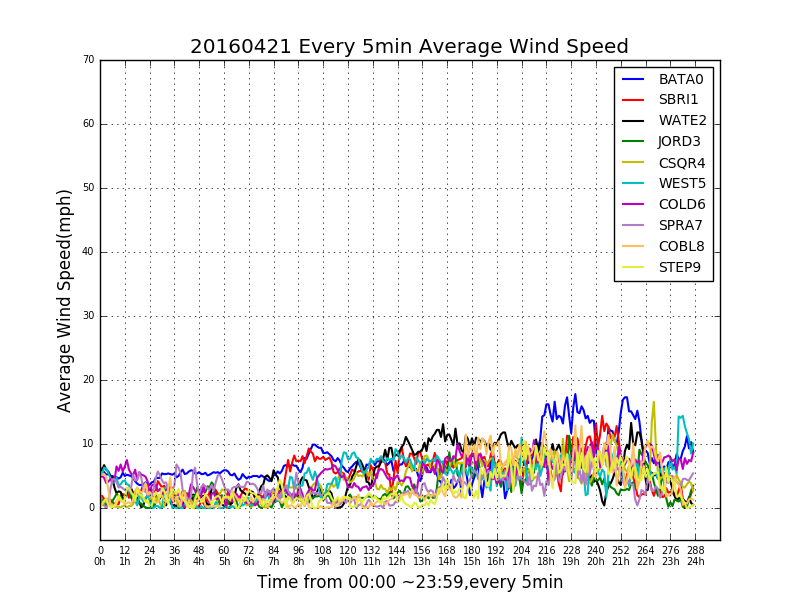 20160421 Every 5min Average Wind Speed
70
60
50
40
30
20
10
0
Average Wind Speed(mph)
BATA0
SBRI1
WATE2
JORD3
CSQR4
WEST5
COLD6
SPRA7
COBL8
STEP9
0 12 24 36 48 60 72 84 96 108 120 132 144 156 168 180 192 204 216 228 240 252 264 276 288
0h 1h 2h 3h 4h 5h 6h 7h 8h 9h 10h 11h 12h 13h 14h 15h 16h 17h 18h 19h 20h 21h 22h 23h 24h
Time from 00:00 ~23:59,every 5min